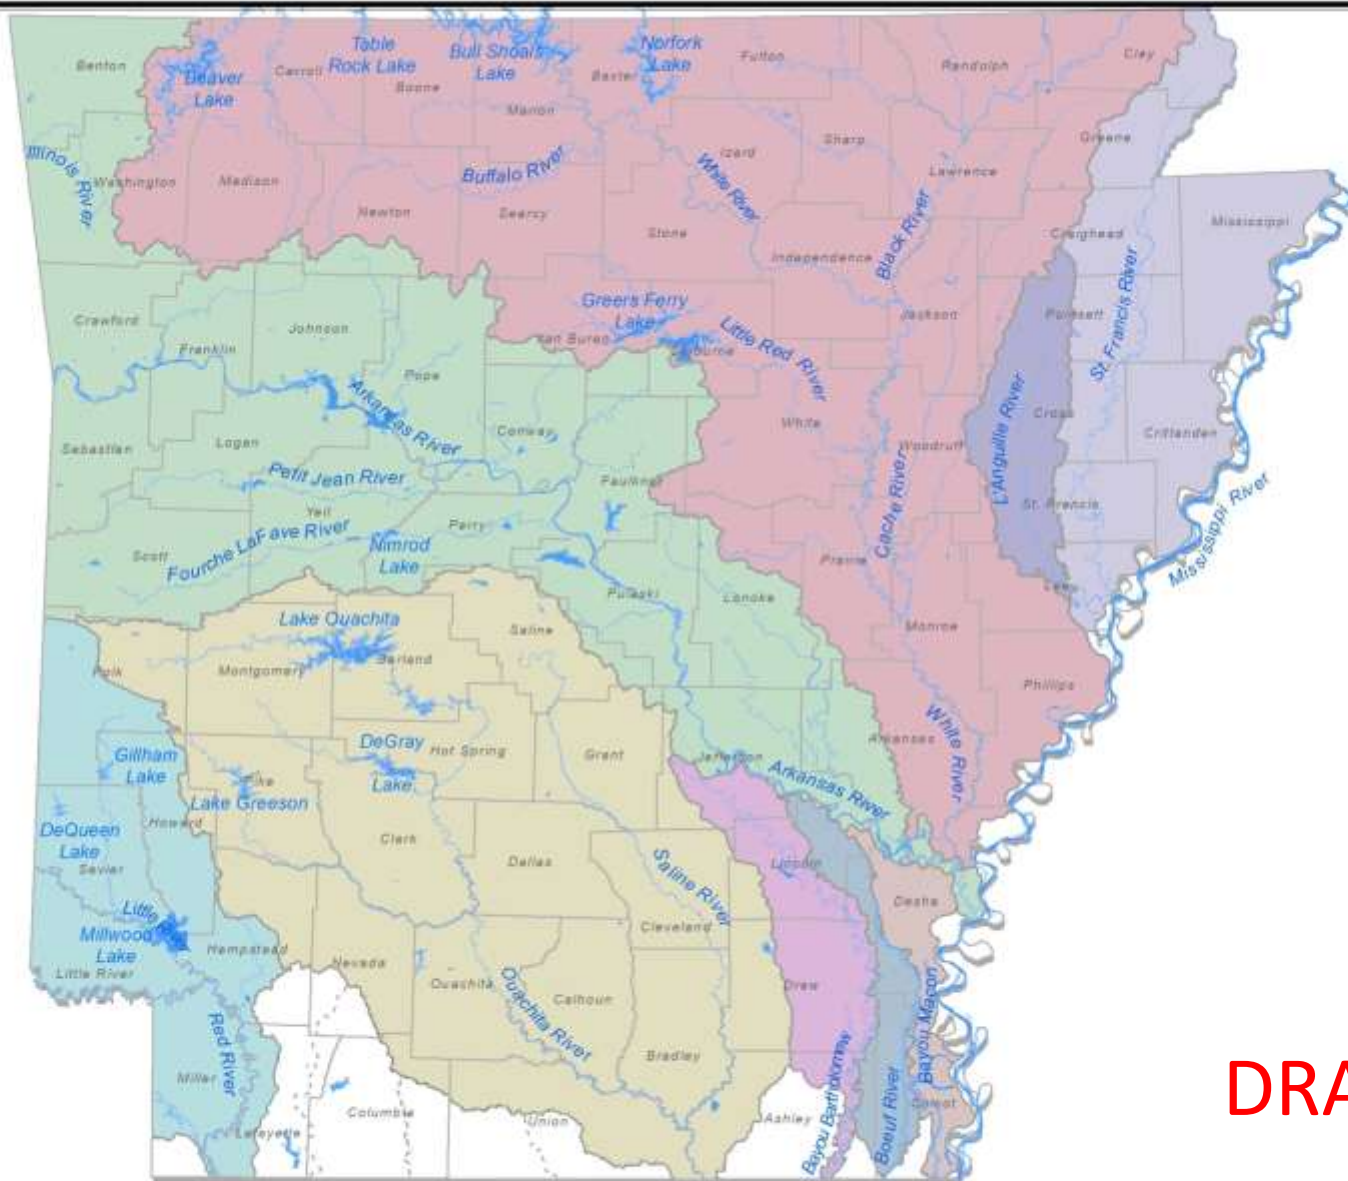 Benton
Beaver
Lake
Carroll
Table
Rock Lake
Boone
Bull Shoals
Lake
Marion
Baxter
Norfork
Lake
Fulton
Randolph
Clay
Sharp
Izard
Greene
Illinois River
Washington
Madison
Buffalo River
White River
Lawrence
Newton
Searcy
Stone
Black River
Craighead
Mississippi
Independence
St. Francis River
Crawford
Johnson
Greers Ferry
Lake
Little Red River
Jackson
Poinsett
Franklin
Pope
Arkansas River
L'Anguille River
Cross
Sebastian
Logan
Conway
White
Woodruff
Crittenden
Petit Jean River
Faulkner
Cache River
St. Francis
Mississippi River
Yell
Perry
Fourche LaFave River
Scott
Nimrod
Lake
Prairie
Lee
Pulaski
Lonoke
Lake Ouachita
Saline
Monroe
Polk
Montgomery
Garland
Phillips
Gillham
Lake
DeGray
Lake
Hot Spring
Grant
Jefferson
Arkansas River
Arkansas
White River
Pike
Lake Greeson
DeQueen
Lake
Howard
Sevier
Clark
Dallas
Saline River
Lincoln
Desha
Little River
Millwood
Lake
Hempstead
Cleveland
Little River
Nevada
Ouachita
Ouachita River
Calhoun
Drew
Bayou Macon
Red River
Bradley
Bayou Bartholomew
Boeuf River
Miller
Columbia
Union
Ashley
Chicot
Lafayette
DRA